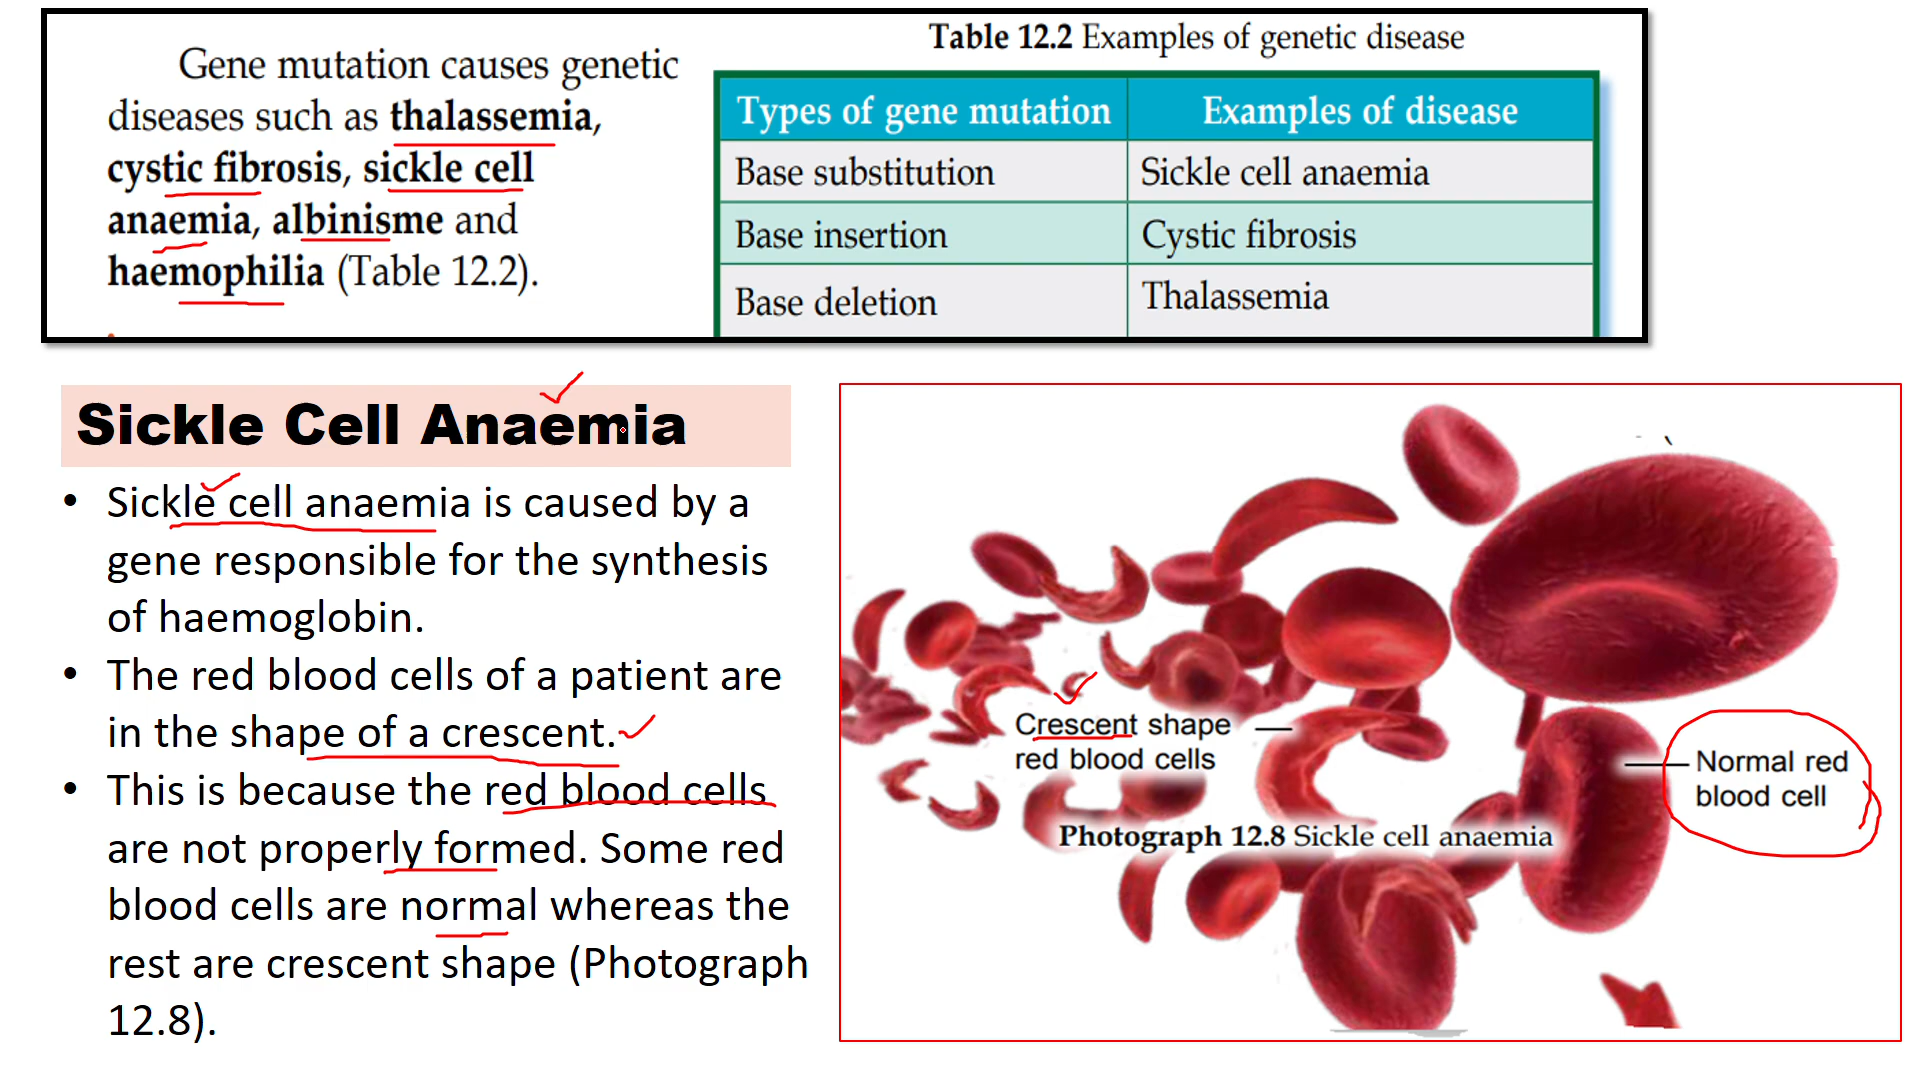 Gene mutation causes genetic
diseases such as thalassemia,
cystic fibrosis, sickle cell
anaemia, albinisme and
haemophilia (Table 12.2).
Table 12.2 Examples of genetic disease
Types of gene mutation Examples of disease
Base substitution Sickle cell anaemia
Base insertion Cystic fibrosis
Base deletion Thalassemia
Sickle Cell Anaemia
• Sickle cell anaemia is caused by a
gene responsible for the synthesis
of haemoglobin.
• The red blood cells of a patient are
in the shape of a crescent.
• This is because the red blood cells
are not properly formed. Some red
blood cells are normal whereas the
rest are crescent shape (Photograph
12.8).
Crescent shape
red blood cells
Normal red
blood cell
Photograph 12.8 Sickle cell anaemia